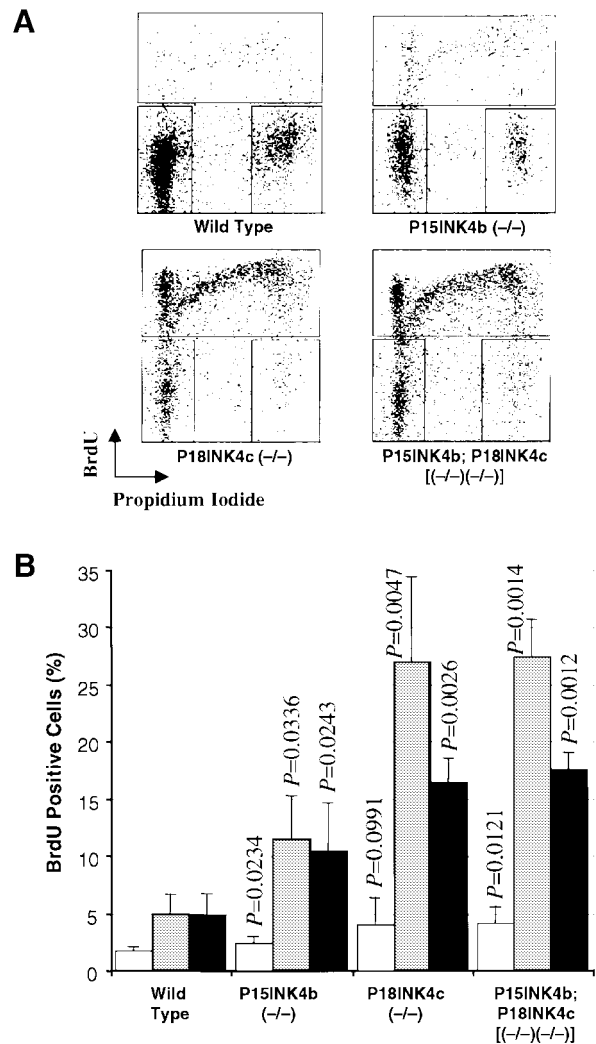 A
Wild Type
P15INK4b (–/–)
P18INK4c (–/–)
P15INK4b; P18INK4c
[(–/–)(–/–)]
BrdU
Propidium Iodide
B
BrdU Positive Cells (%)
35
30
25
20
15
10
5
0
P=0.0234
P=0.0336
P=0.0243
P=0.0991
P=0.0047
P=0.0026
P=0.0121
P=0.0014
P=0.0012
Wild
Type
P15INK4b
(–/–)
P18INK4c
(–/–)
P15INK4b;
P18INK4c
[(–/–)(–/–)]